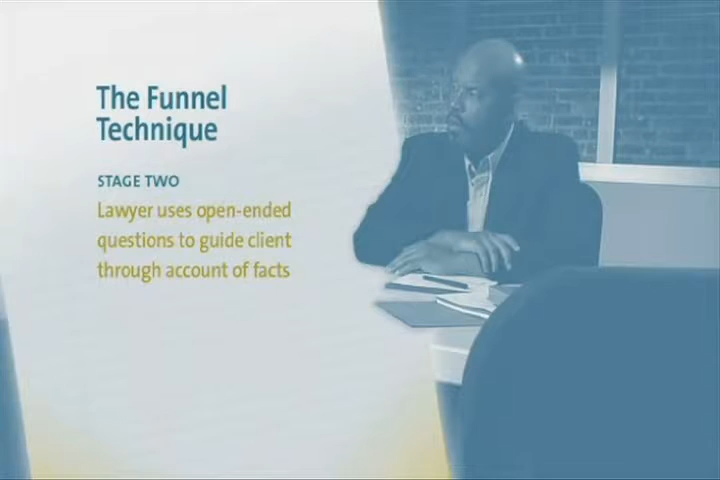 The Funnel
Technique
STAGE TWO
Lawyer uses open-ended
questions to guide client
through account of facts